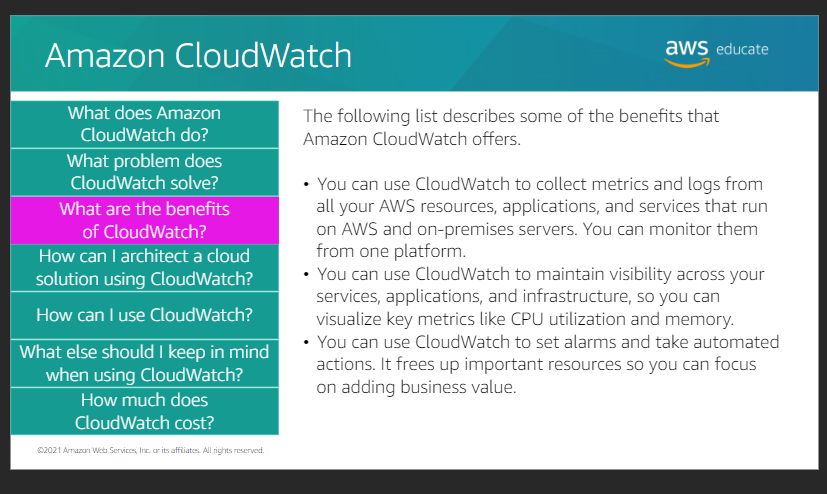 Amazon CloudWatch
aws educate
What does Amazon
CloudWatch do?
What problem does
CloudWatch solve?
What are the benefits
of CloudWatch?
How can I architect a cloud
solution using CloudWatch?
How can I use CloudWatch?
What else should I keep in mind
when using CloudWatch?
How much does
CloudWatch cost?
The following list describes some of the benefits that
Amazon CloudWatch offers.
• You can use CloudWatch to collect metrics and logs from
all your AWS resources, applications, and services that run
on AWS and on-premises servers. You can monitor them
from one platform.
• You can use CloudWatch to maintain visibility across your
services, applications, and infrastructure, so you can
visualize key metrics like CPU utilization and memory.
• You can use CloudWatch to set alarms and take automated
actions. It frees up important resources so you can focus
on adding business value.
©2021 Amazon Web Services, Inc. or its affiliates. All rights reserved.